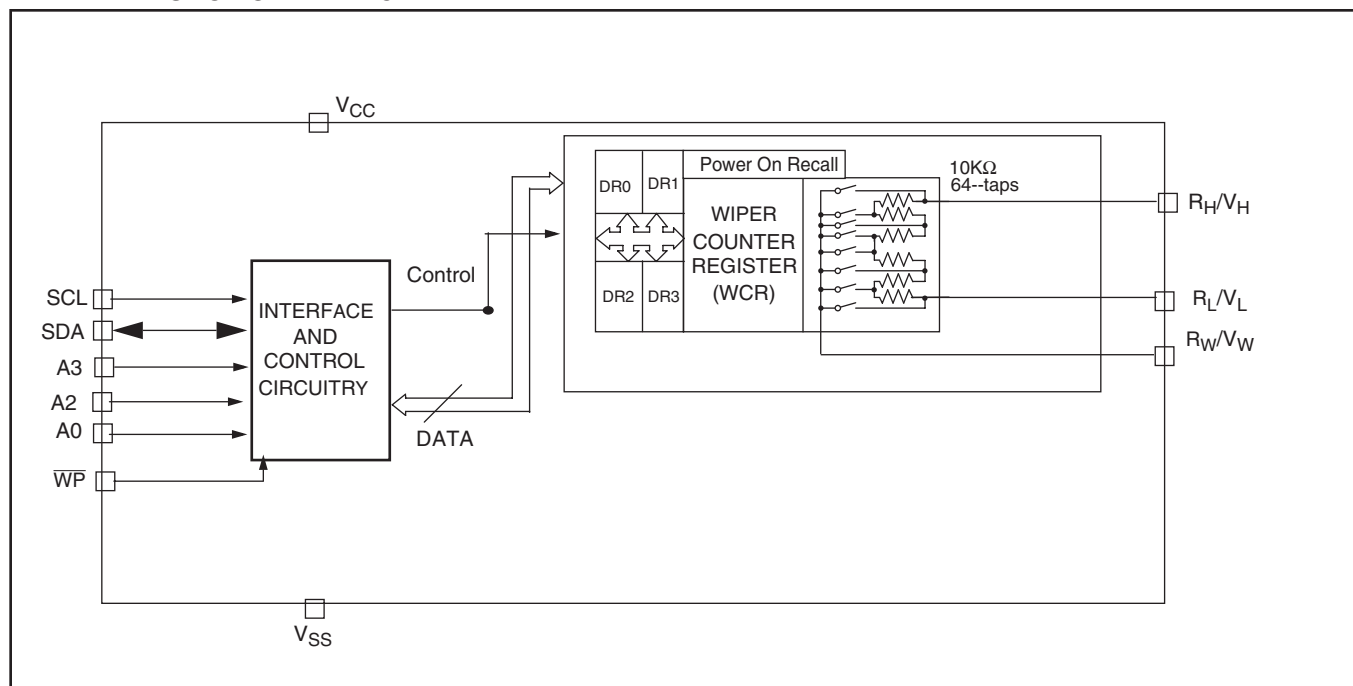 VCC
Power On Recall
10KΩ
64--taps
DR0
DR1
RH/VH
WIPER
COUNTER
REGISTER
(WCR)
Control
SCL
DR2
DR3
RL/VL
INTERFACE
AND
CONTROL
CIRCUITRY
SDA
RW/VW
A3
A2
A0
DATA
WP
VSS